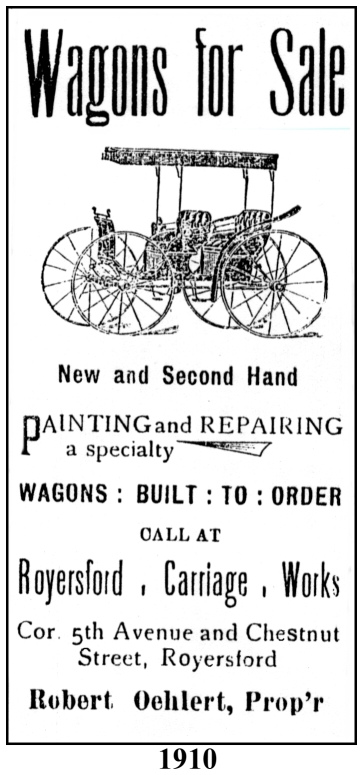 Wagons for Sale
New and Second Hand
PAINTING and REPAIRING
a specialty
WAGONS : BUILT : TO : ORDER
CALL AT
Royersford , Carriage , Works
Cor. 5th Avenue and Chestnut
Street, Royersford
Robert Oehlert, Prop'r
1910